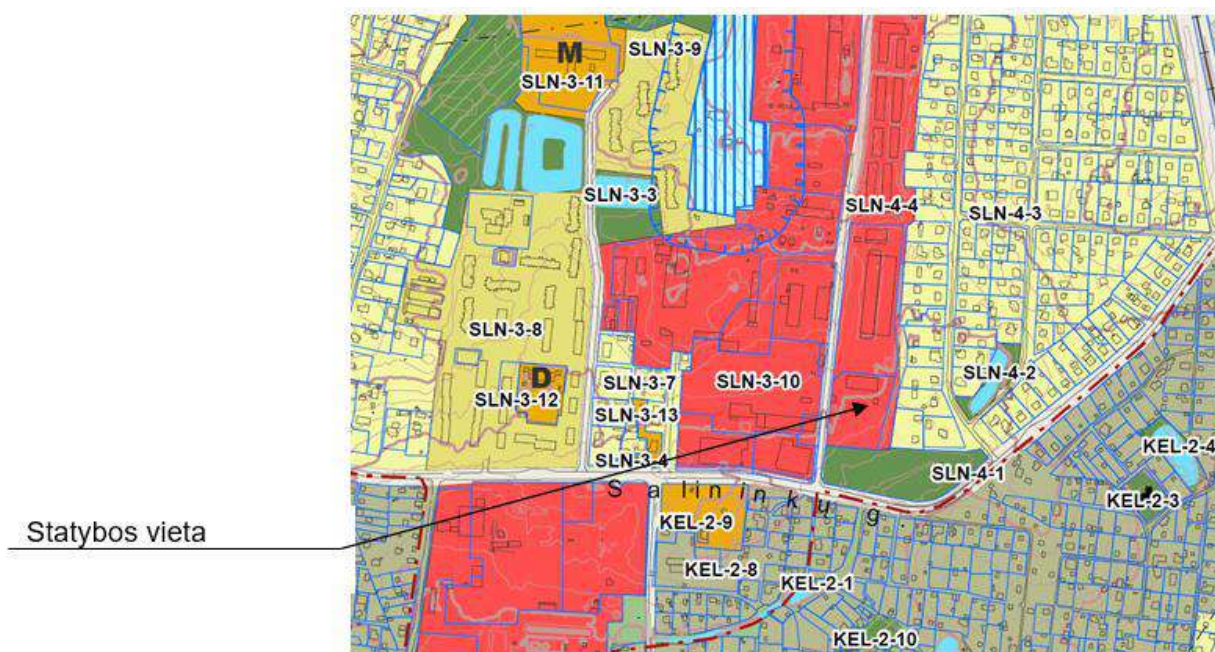 M
SLN-3-9
SLN-3-11
SLN-3-3
SLN-4-4
SLN-4-3
SLN-3-8
SLN-4-2
D
SLN-3-7
SLN-3-10
SLN-3-12
SLN-3-13
SLN-3-4
SLN-4-1
KEL-2-4
Salininkų g.
KEL-2-3
KEL-2-9
Statybos vieta
KEL-2-8
KEL-2-1
KEL-2-10